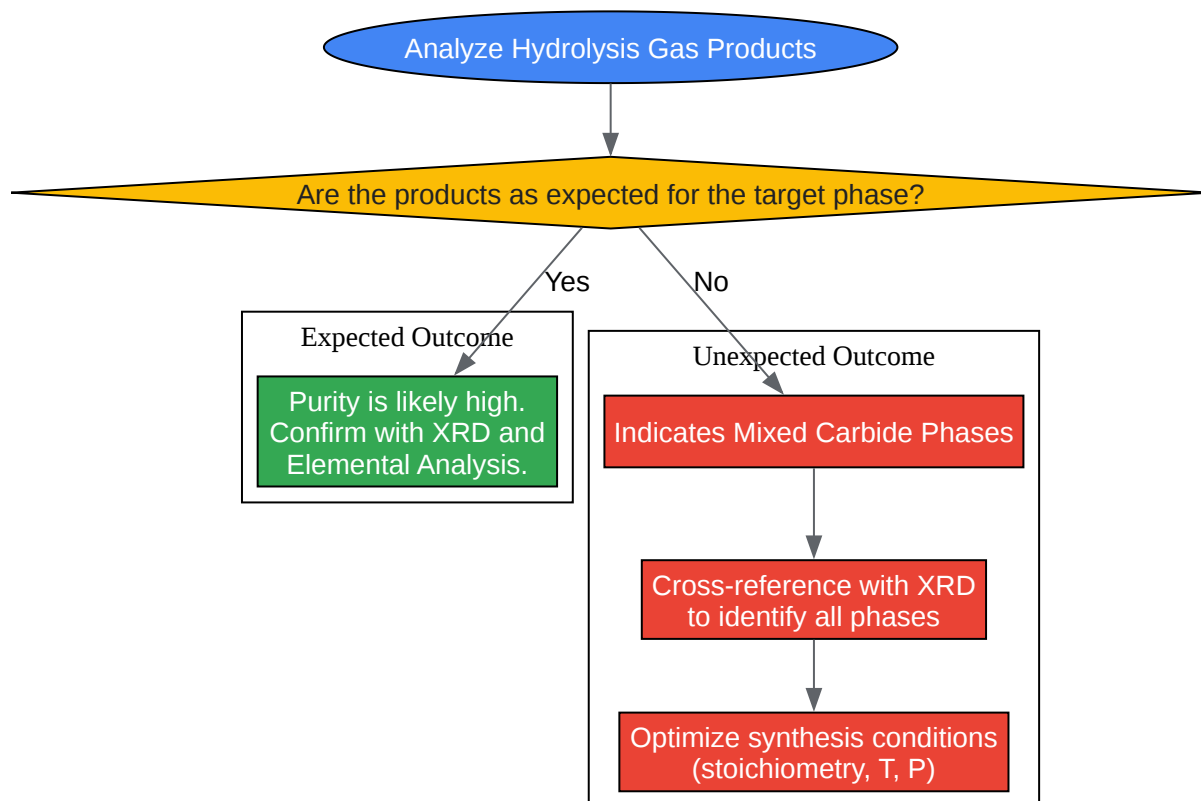 Analyze Hydrolysis Gas Products
Are the products as expected for the target phase?
Yes
No
Expected Outcome
Purity is likely high.
Confirm with XRD and
Elemental Analysis.
Unexpected Outcome
Indicates Mixed Carbide Phases
Cross-reference with XRD
to identify all phases
Optimize synthesis conditions
(stoichiometry, T, P)